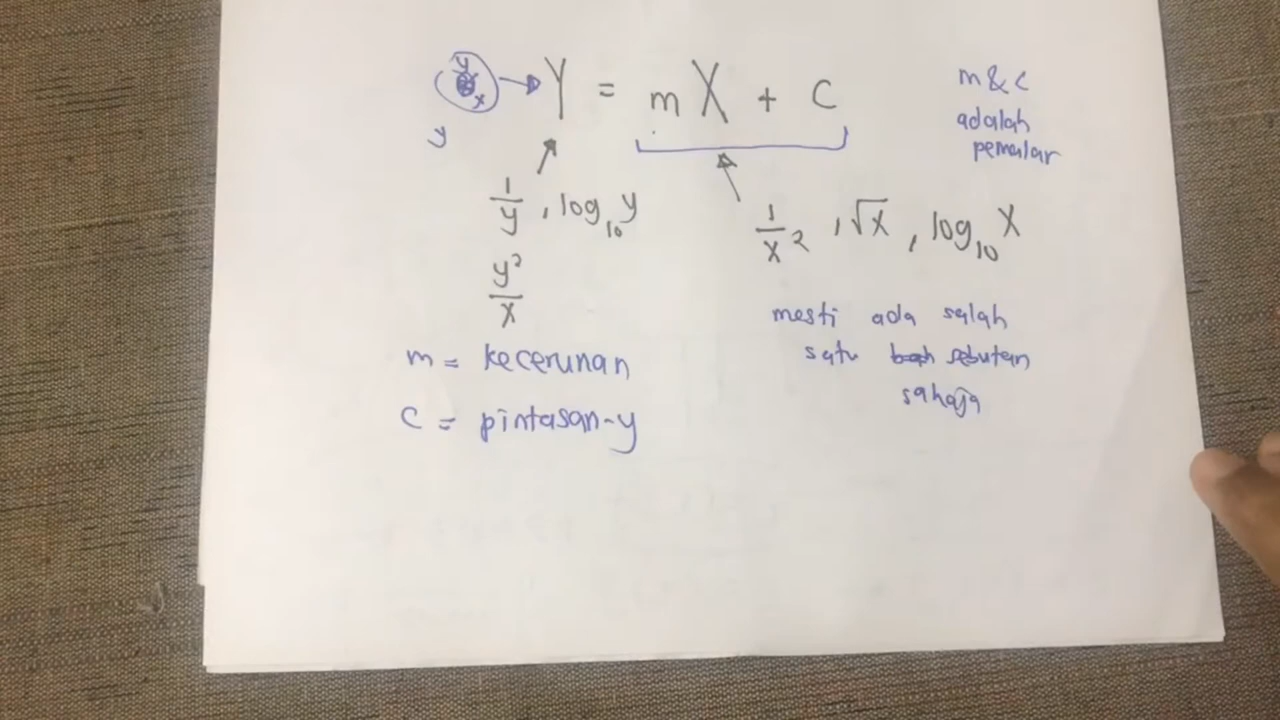 y x → Y = mX + c
y
m & c
adalah
pemalar
1/y , log₁₀ y
y²/x
1/x² , √x , log₁₀ x
mesti ada salah
satu sebutan
sahaja
m = kecerunan
c = pintasan-y